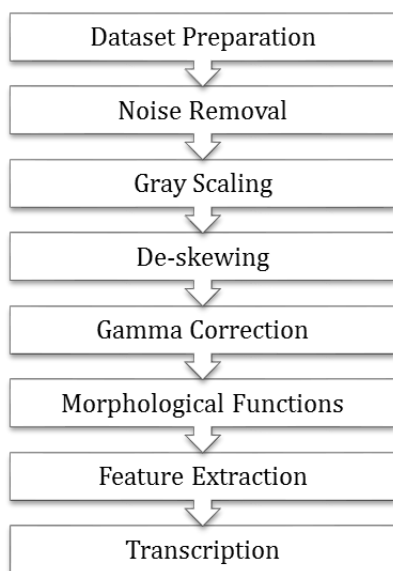 Dataset Preparation
Noise Removal
Gray Scaling
De-skewing
Gamma Correction
Morphological Functions
Feature Extraction
Transcription